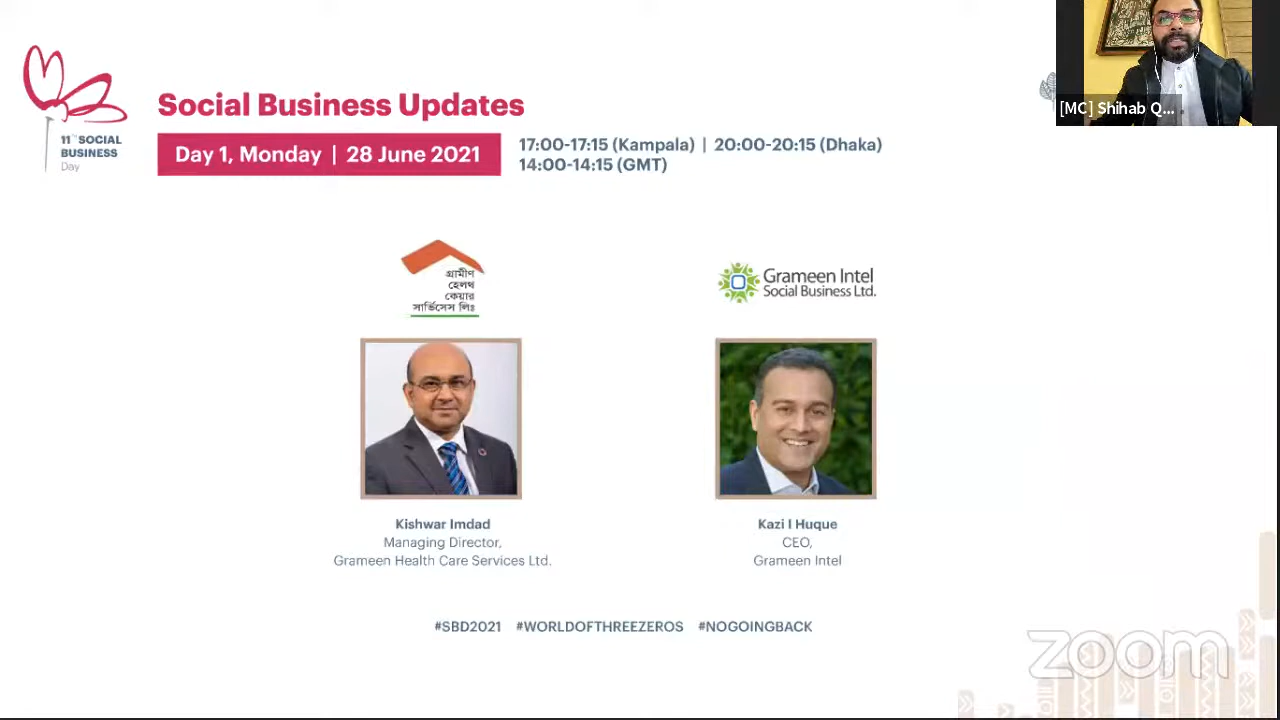 [MC] Shihab Q...
Social Business Updates
11TH SOCIAL
BUSINESS
Day
Day 1, Monday | 28 June 2021
17:00-17:15 (Kampala) | 20:00-20:15 (Dhaka)
14:00-14:15 (GMT)
গ্রামীণ
হেলথ
কেয়ার
সার্ভিসেস লিঃ
Grameen Intel
Social Business Ltd.
Kishwar Imdad
Managing Director,
Grameen Health Care Services Ltd.
Kazi I Huque
CEO,
Grameen Intel
#SBD2021 #WORLDOFTHREEZEROS #NOGOINGBACK
zoom